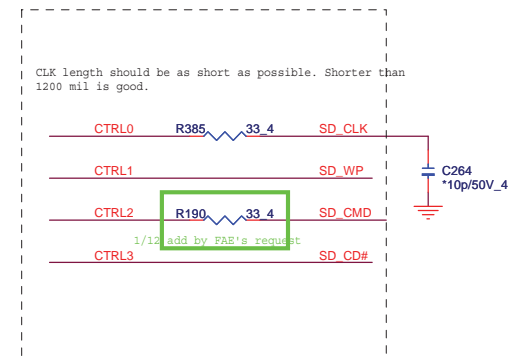 CLK length should be as short as possible. Shorter than
1200 mil is good.
CTRL0 R385 33_4 SD_CLK
CTRL1 SD_WP
C264
*10p/50V_4
CTRL2 R190 33_4 SD_CMD
1/12 add by FAE's request
CTRL3 SD_CD#